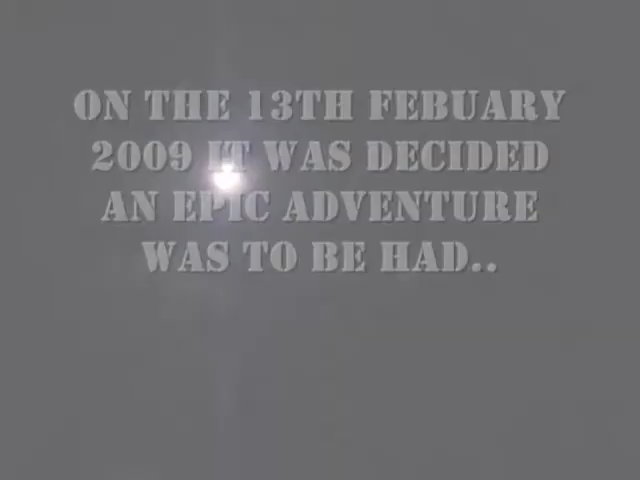 ON THE 13TH FEBUARY
2009 IT WAS DECIDED
AN EPIC ADVENTURE
WAS TO BE HAD..